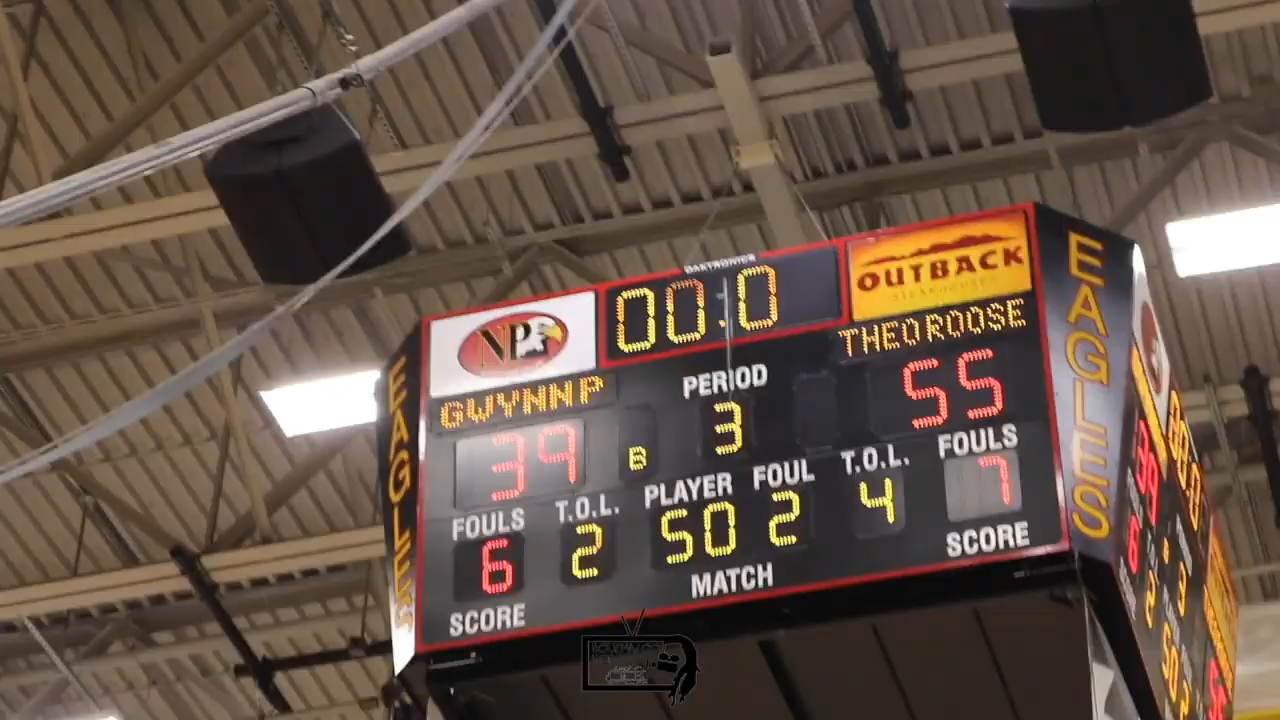 DAKTRONICS
NP
00:0
OUTBACK
STEAKHOUSE
GWYNN P
PERIOD
THEO ROOSE
39
B
3
55
FOULS
T.O.L.
PLAYER
FOUL
T.O.L.
FOULS
6
2
50
2
4
7
SCORE
MATCH
SCORE
EAGLES
EAGLES